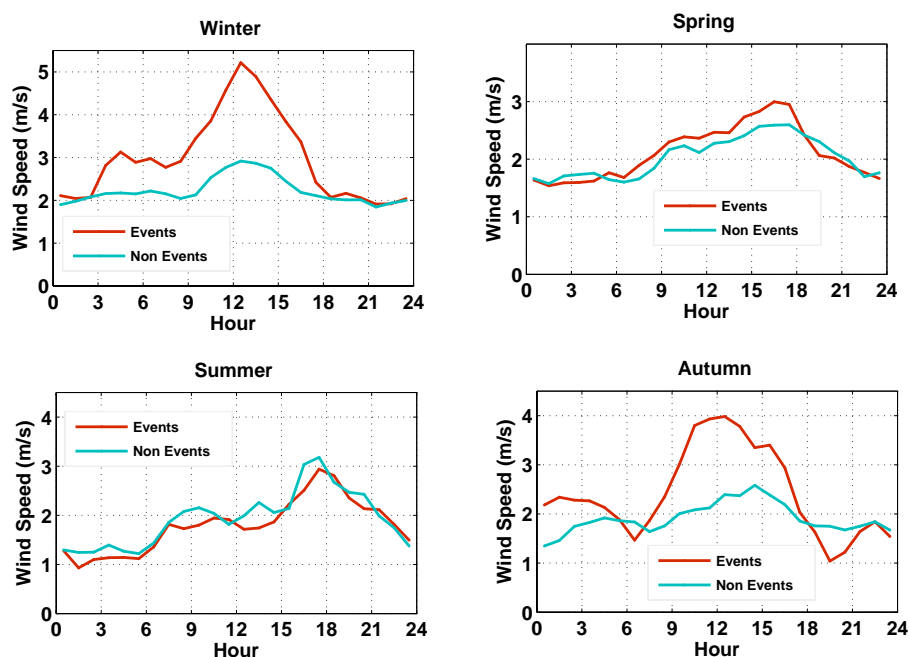 Winter
Wind Speed (m/s)
5
4
3
2
1
0
Events
Non Events
0 3 6 9 12 15 18 21 24
Hour
Spring
Wind Speed (m/s)
3
2
1
0
Events
Non Events
0 3 6 9 12 15 18 21 24
Hour
Summer
Wind Speed (m/s)
4
3
2
1
0
Events
Non Events
0 3 6 9 12 15 18 21 24
Hour
Autumn
Wind Speed (m/s)
4
3
2
1
0
Events
Non Events
0 3 6 9 12 15 18 21 24
Hour